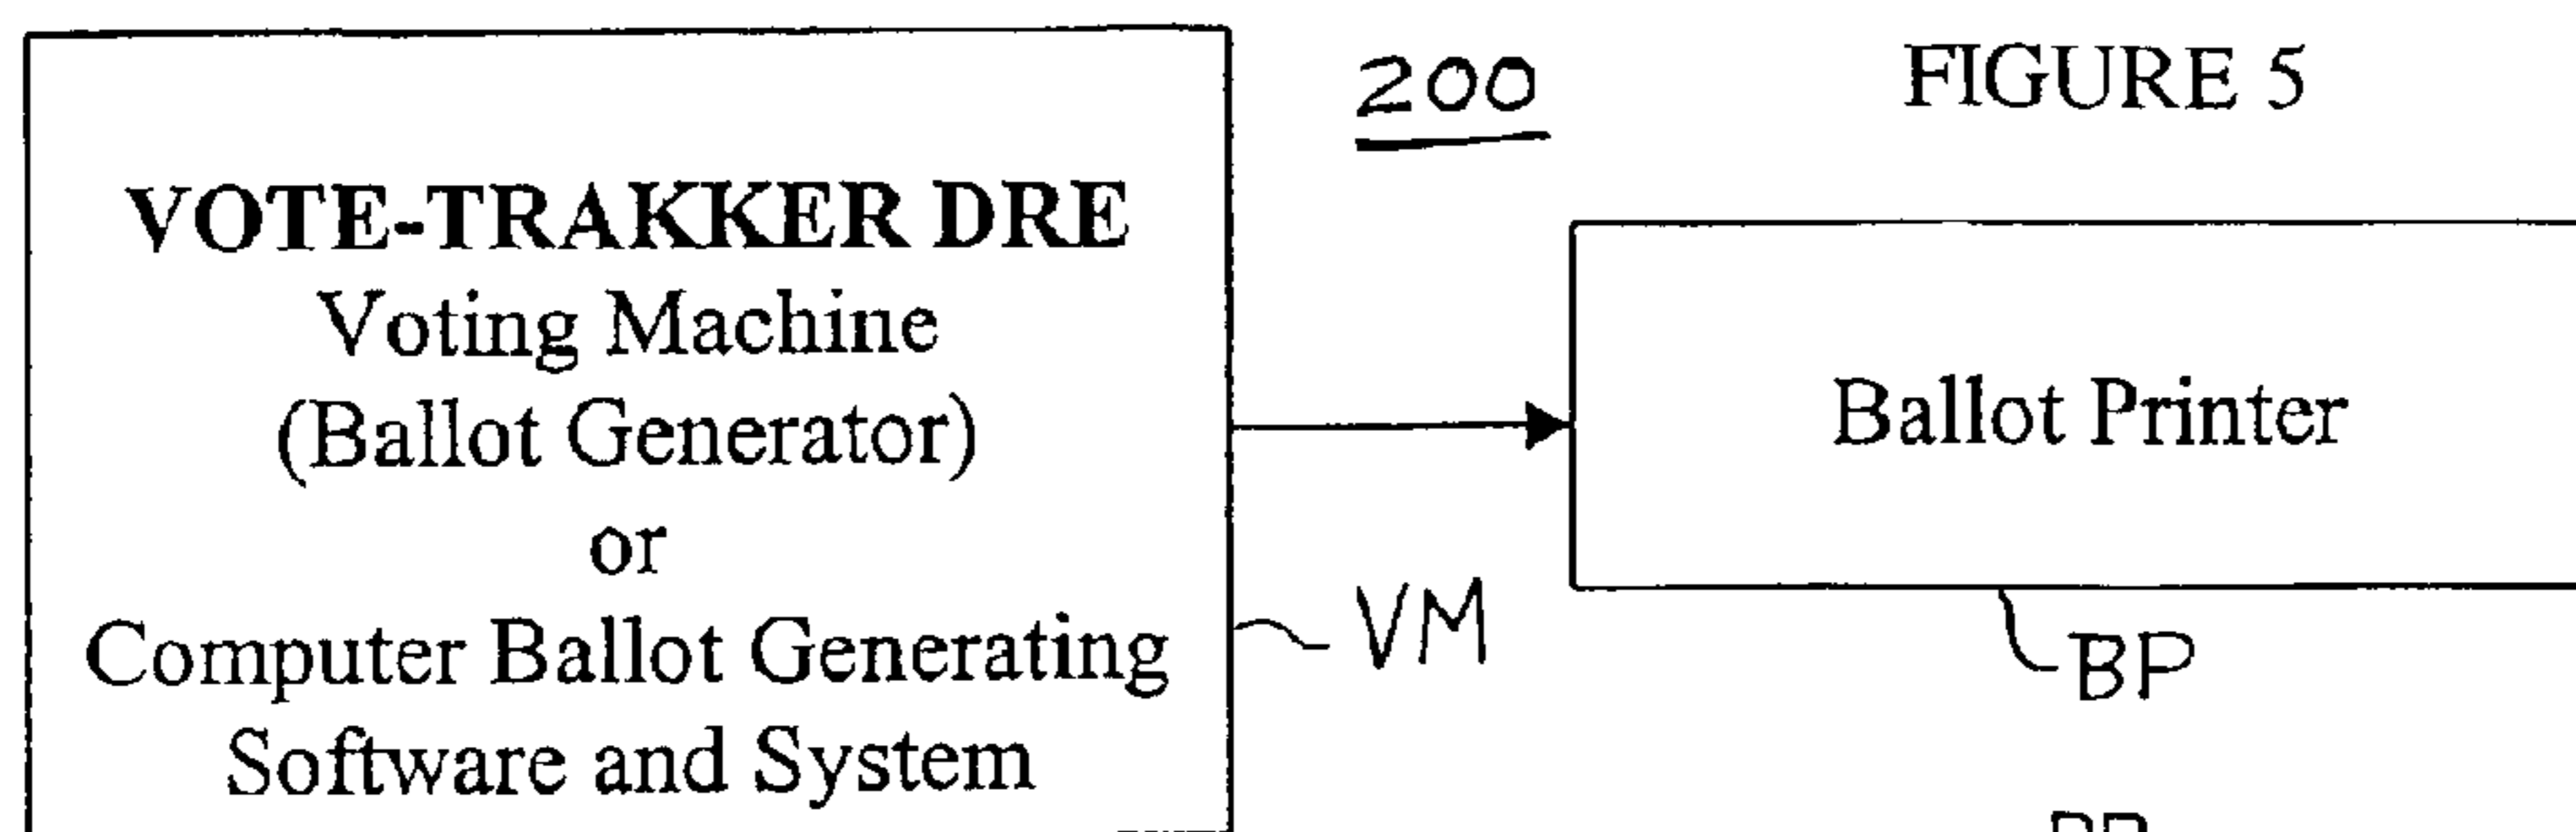 200
FIGURE 5
VOTE-TRAKKER DRE
Voting Machine
(Ballot Generator)
or
Computer Ballot Generating
Software and System
VM
Ballot Printer
BP